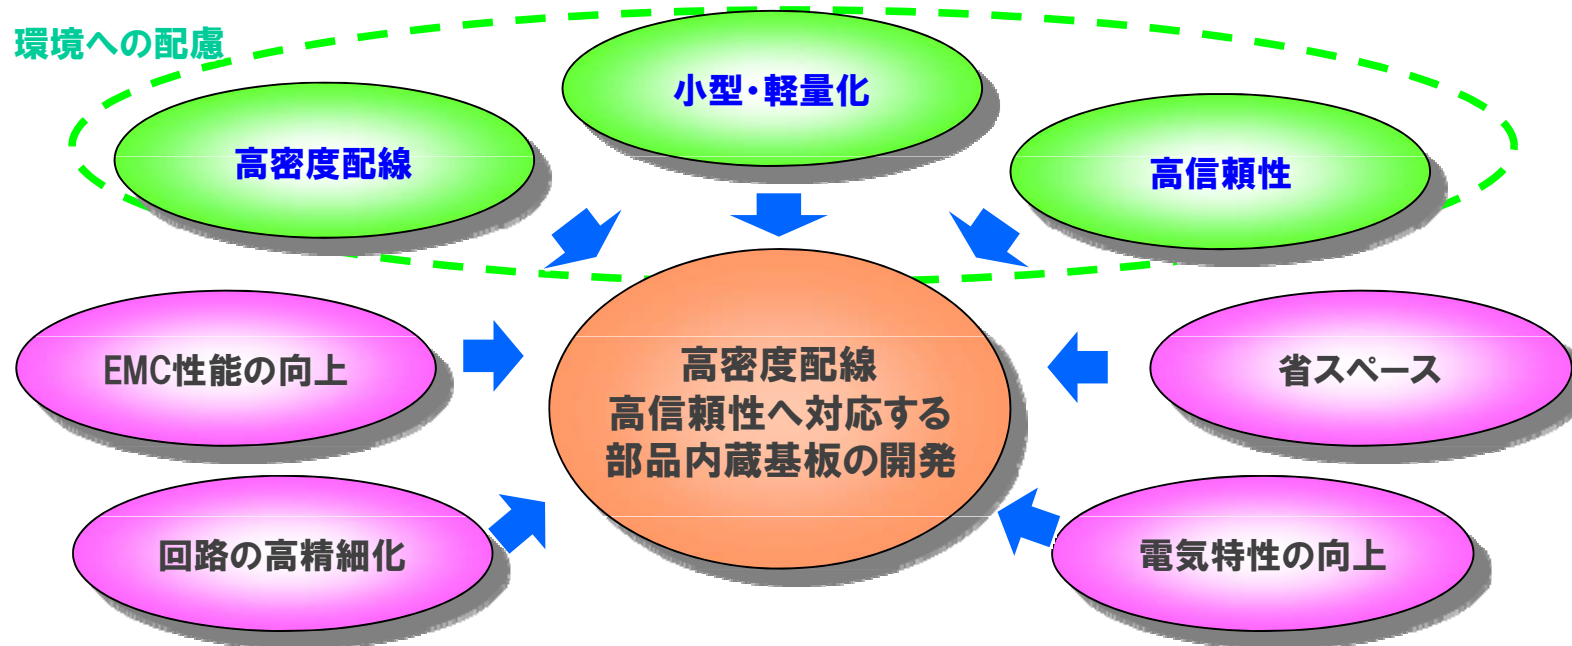 環境への配慮
小型・軽量化
高密度配線
高信頼性
EMC性能の向上
高密度配線
高信頼性へ対応する
部品内蔵基板の開発
省スペース
回路の高精細化
電気特性の向上